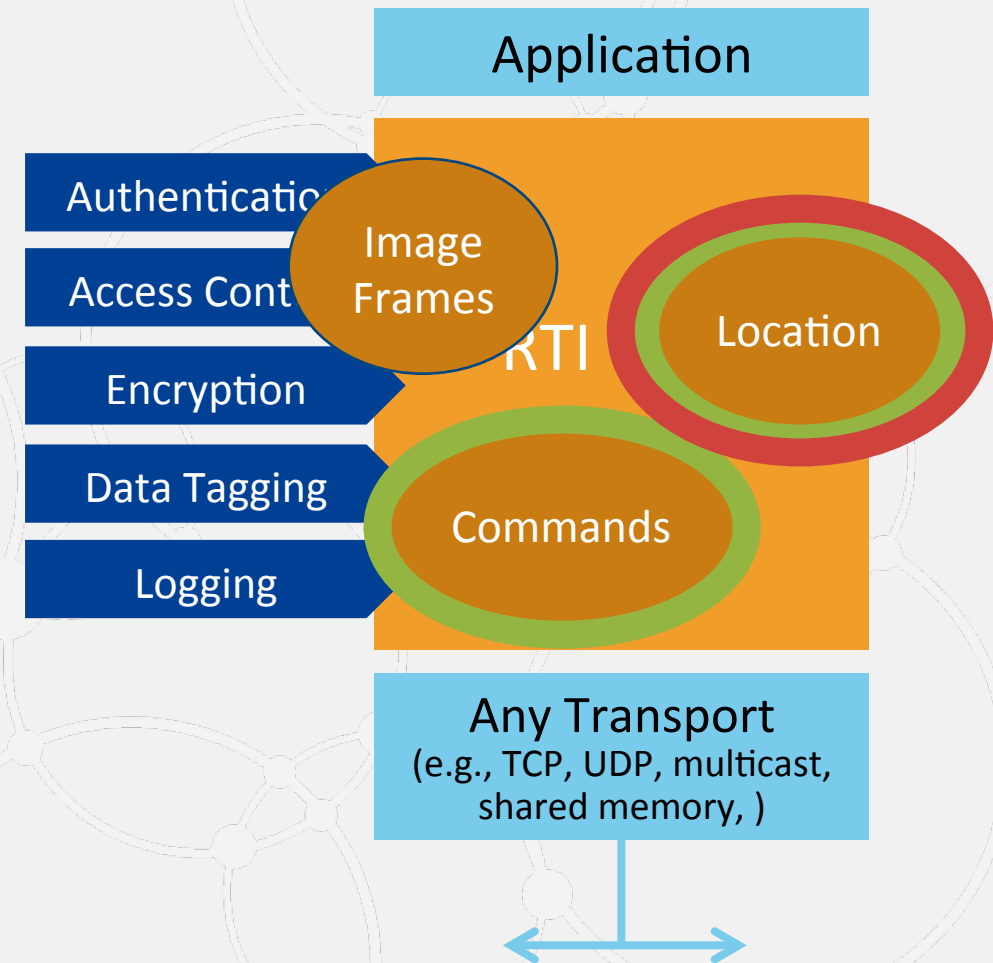 Application
Authentication
Image
Frames
Access Cont
RTI
Location
Encryption
Data Tagging
Commands
Logging
Any Transport
(e.g., TCP, UDP, multicast,
shared memory, )